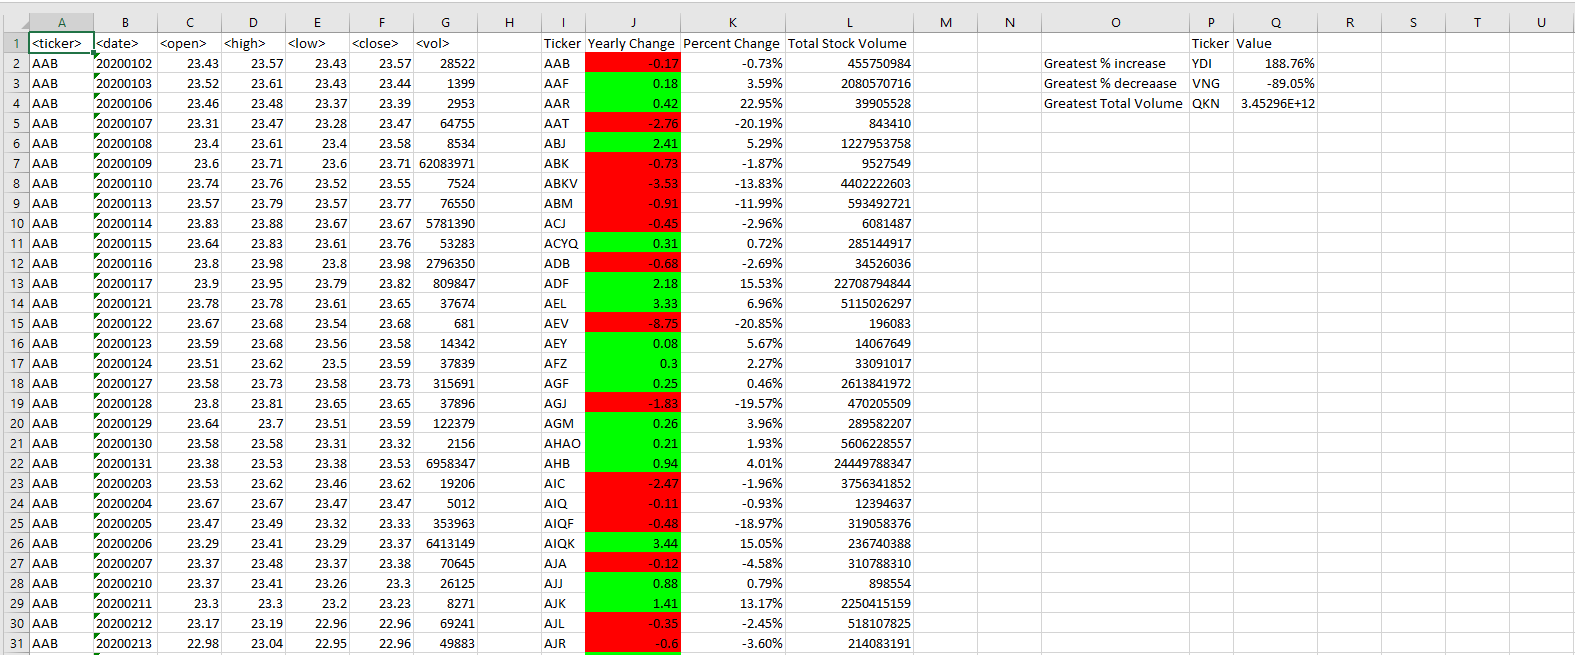 A B C D E F G H I J K L M N O P Q R S T U
1 <ticker> <date> <open> <high> <low> <close> <vol> Ticker Yearly Change Percent Change Total Stock Volume Ticker Value
2 AAB 20200102 23.43 23.57 23.43 23.57 28522 AAB -0.17 -0.73% 455750984 Greatest % increase YDI 188.76%
3 AAB 20200103 23.52 23.61 23.43 23.44 1399 AAF 0.18 3.59% 2080570716 Greatest % decreaase VNG -89.05%
4 AAB 20200106 23.46 23.48 23.37 23.39 2953 AAR 0.42 22.95% 39905528 Greatest Total Volume QKN 3.45296E+12
5 AAB 20200107 23.31 23.47 23.28 23.47 64755 AAT -2.76 -20.19% 843410
6 AAB 20200108 23.4 23.61 23.4 23.58 8534 ABJ 2.41 5.29% 1227953758
7 AAB 20200109 23.6 23.71 23.6 23.71 62083971 ABK -0.73 -1.87% 9527549
8 AAB 20200110 23.74 23.76 23.52 23.55 7524 ABKV -3.53 -13.83% 4402222603
9 AAB 20200113 23.57 23.79 23.57 23.77 76550 ABM -0.91 -11.99% 593492721
10 AAB 20200114 23.83 23.88 23.67 23.67 5781390 ACJ -0.45 -2.96% 6081487
11 AAB 20200115 23.64 23.83 23.61 23.76 53283 ACYQ 0.31 0.72% 285144917
12 AAB 20200116 23.8 23.98 23.8 23.98 2796350 ADB -0.68 -2.69% 34526036
13 AAB 20200117 23.9 23.95 23.79 23.82 809847 ADF 2.18 15.53% 22708794844
14 AAB 20200121 23.78 23.78 23.61 23.65 37674 AEL 3.33 6.96% 5115026297
15 AAB 20200122 23.67 23.68 23.54 23.68 681 AEV -8.75 -20.85% 196083
16 AAB 20200123 23.59 23.68 23.56 23.58 14342 AEY 0.08 5.67% 14067649
17 AAB 20200124 23.51 23.62 23.5 23.59 37839 AFZ 0.3 2.27% 33091017
18 AAB 20200127 23.58 23.73 23.58 23.73 315691 AGF 0.25 0.46% 2613841972
19 AAB 20200128 23.8 23.81 23.65 23.65 37896 AGJ -1.83 -19.57% 470205509
20 AAB 20200129 23.64 23.7 23.51 23.59 122379 AGM 0.26 3.96% 289582207
21 AAB 20200130 23.58 23.58 23.31 23.32 2156 AHAO 0.21 1.93% 5606228557
22 AAB 20200131 23.38 23.53 23.38 23.53 6958347 AHB 0.94 4.01% 24449788347
23 AAB 20200203 23.53 23.62 23.46 23.62 19206 AIC -2.47 -1.96% 3756341852
24 AAB 20200204 23.67 23.67 23.47 23.47 5012 AIQ -0.11 -0.93% 12394637
25 AAB 20200205 23.47 23.49 23.32 23.33 353963 AIQF -0.48 -18.97% 319058376
26 AAB 20200206 23.29 23.41 23.29 23.37 6413149 AIQK 3.44 15.05% 236740388
27 AAB 20200207 23.37 23.48 23.37 23.38 70645 AJA -0.12 -4.58% 310788310
28 AAB 20200210 23.37 23.41 23.26 23.3 26125 AJJ 0.88 0.79% 898554
29 AAB 20200211 23.3 23.3 23.2 23.23 8271 AJK 1.41 13.17% 2250415159
30 AAB 20200212 23.17 23.19 22.96 22.96 69241 AJL -0.35 -2.45% 518107825
31 AAB 20200213 22.98 23.04 22.95 22.96 49883 AJR -0.6 -3.60% 214083191